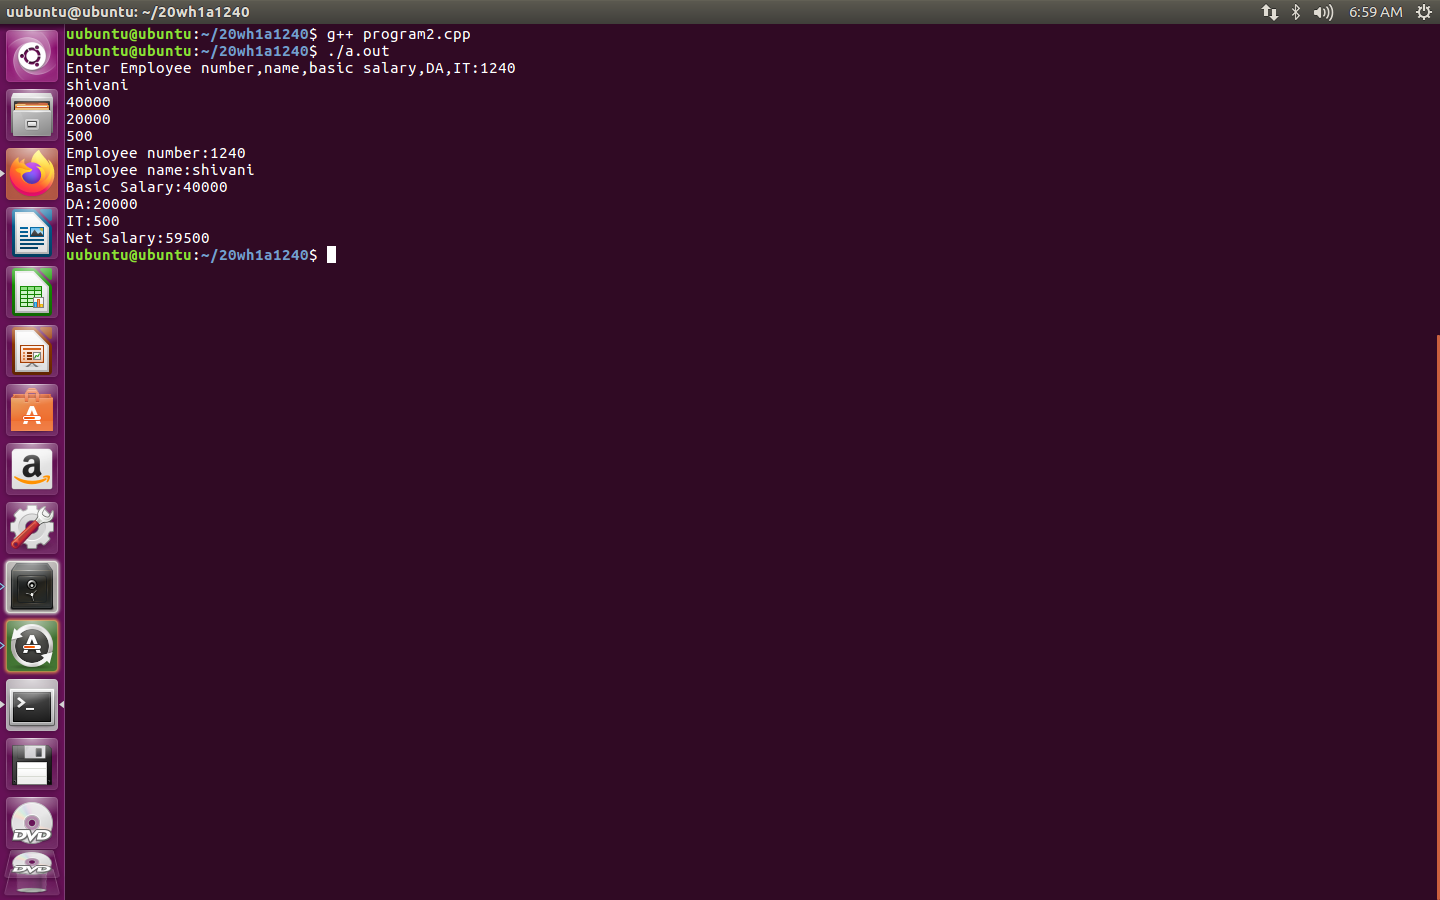 uubuntu@ubuntu: ~/20wh1a1240
6:59 AM
uubuntu@ubuntu:~/20wh1a1240$ g++ program2.cpp
uubuntu@ubuntu:~/20wh1a1240$ ./a.out
Enter Employee number,name,basic salary,DA,IT:1240
shivani
40000
20000
500
Employee number:1240
Employee name:shivani
Basic Salary:40000
DA:20000
IT:500
Net Salary:59500
uubuntu@ubuntu:~/20wh1a1240$
a
DVD
DVD